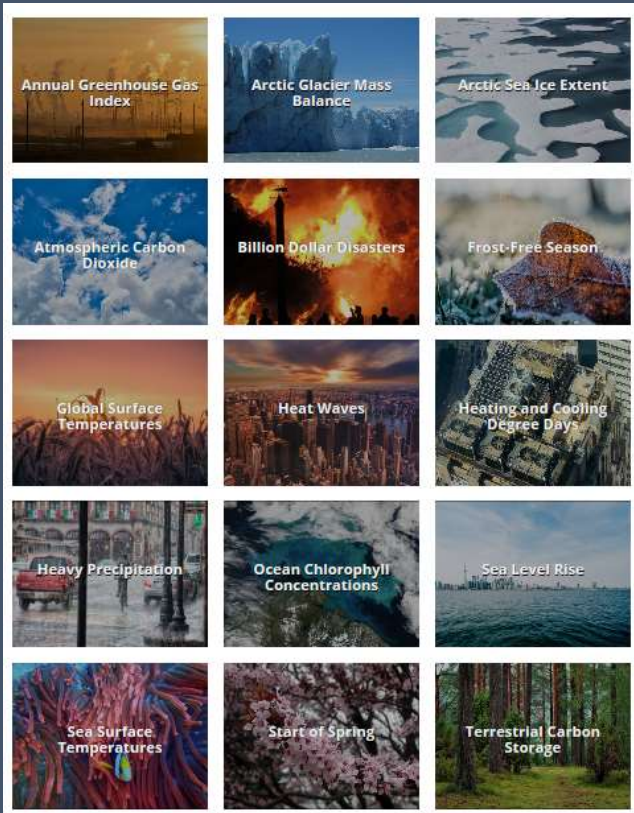 Annual Greenhouse Gas
Index
Arctic Glacier Mass
Balance
Arctic Sea Ice Extent
Atmospheric Carbon
Dioxide
Billion Dollar Disasters
Frost-Free Season
Global Surface
Temperatures
Heat Waves
Heating and Cooling
Degree Days
Heavy Precipitation
Ocean Chlorophyll
Concentrations
Sea Level Rise
Sea Surface
Temperatures
Start of Spring
Terrestrial Carbon
Storage